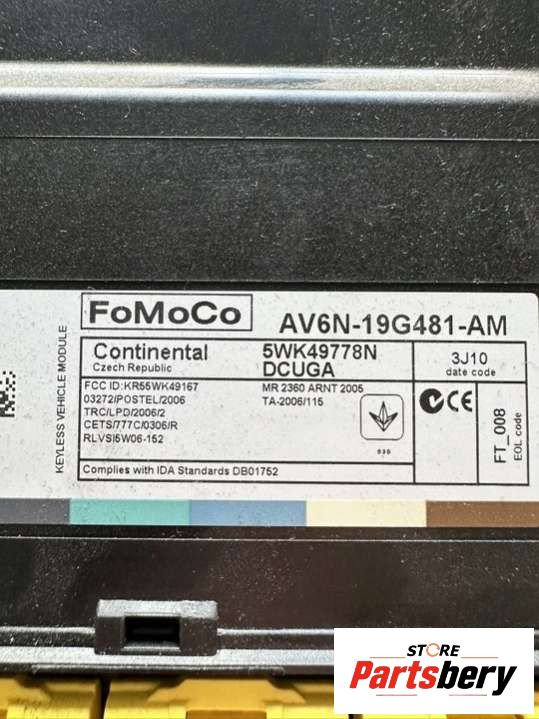 KEYLESS VEHICLE MODULE
FoMoCo
AV6N-19G481-AM
Continental
Czech Republic
5WK49778N
DCUGA
3J10
date code
FCC ID:KR55WK49167
03272/POSTEL/2006
TRC/LPD/2006/2
CETS/777C/0306/R
RLVSI5W06-152
MR 2360 ARNT 2005
TA-2006/115
CE
FT_008
EOL code
Complies with IDA Standards DB01752
STORE
Partsbery